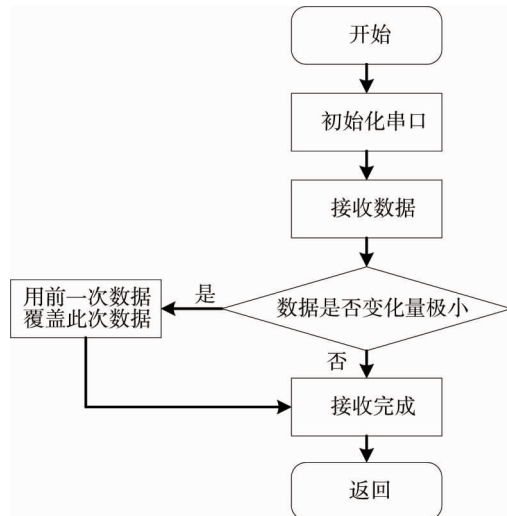 开始
初始化串口
接收数据
数据是否变化量极小
是
用前一次数据
覆盖此次数据
否
接收完成
返回